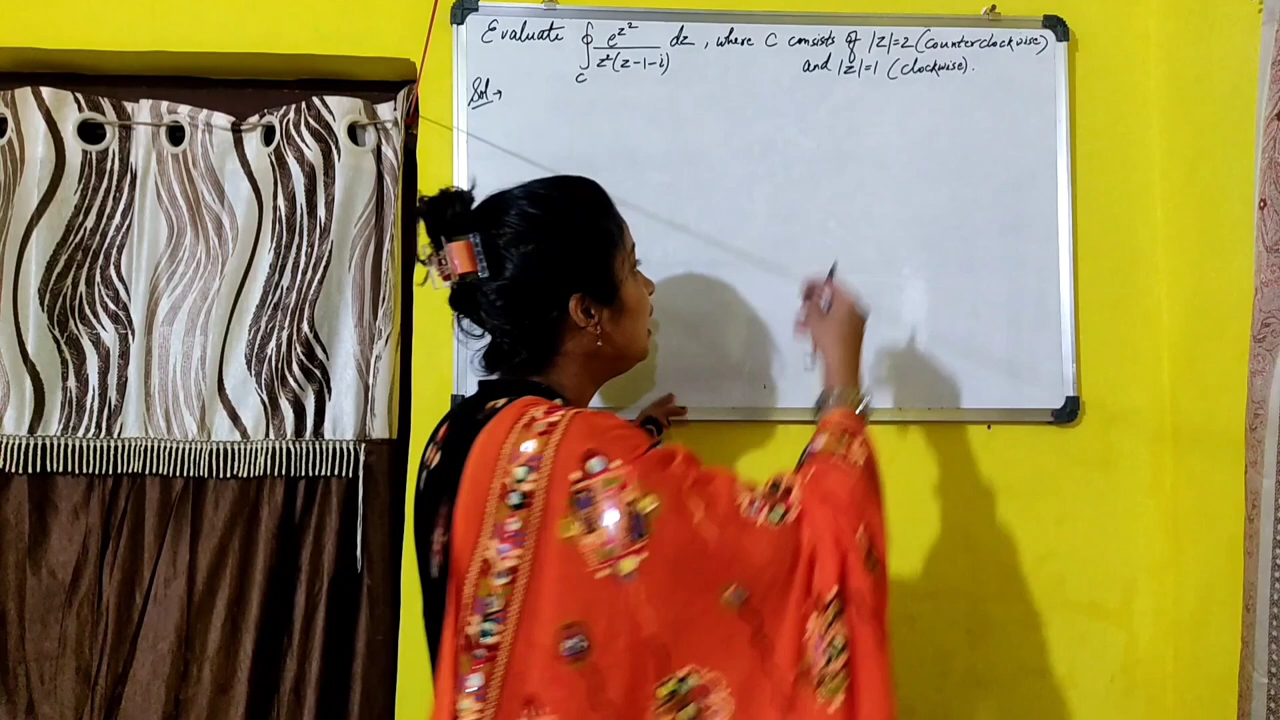 Evaluate ∮_C e^{z²}/z²(z-1-i) dz, where C consists of |z|=2 (counterclockwise)
and |z|=1 (clockwise).
Sol →